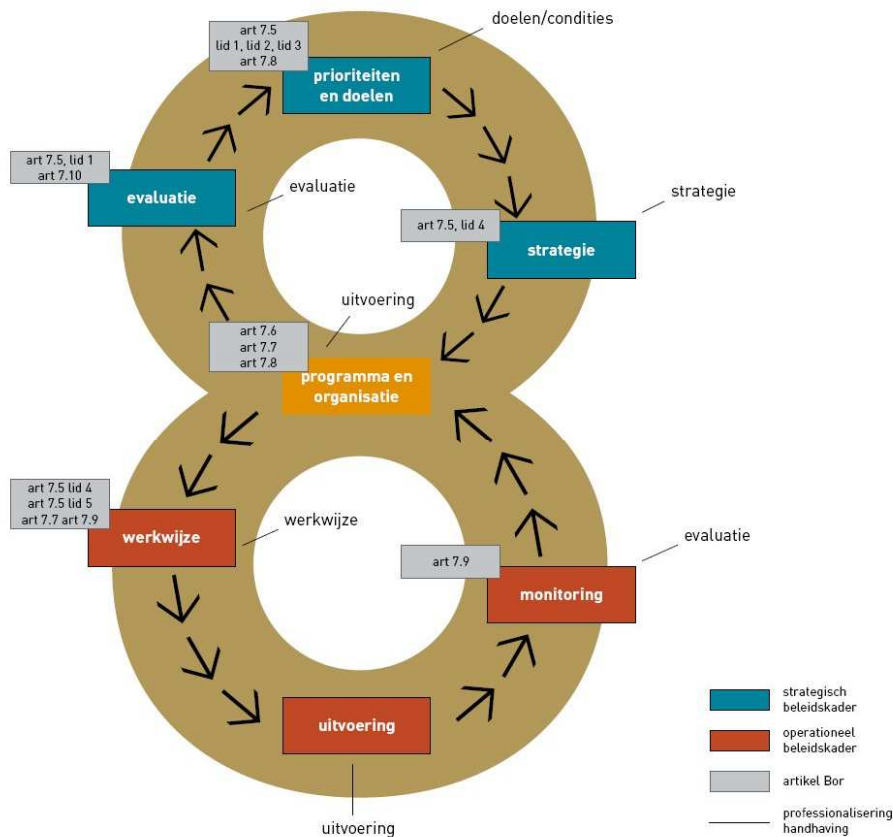 doelen/condities
art 7.5
lid 1, lid 2, lid 3
art 7.8
prioriteiten
en doelen
art 7.5, lid 1
art 7.10
evaluatie
evaluatie
strategie
art 7.5, lid 4
strategie
uitvoering
art 7.6
art 7.7
art 7.8
programma en
organisatie
art 7.5 lid 4
art 7.5 lid 5
art 7.7 art 7.9
werkwijze
werkwijze
evaluatie
art 7.9
monitoring
uitvoering
uitvoering
strategisch
beleidskader
operationeel
beleidskader
artikel Bor
professionalisering
handhaving